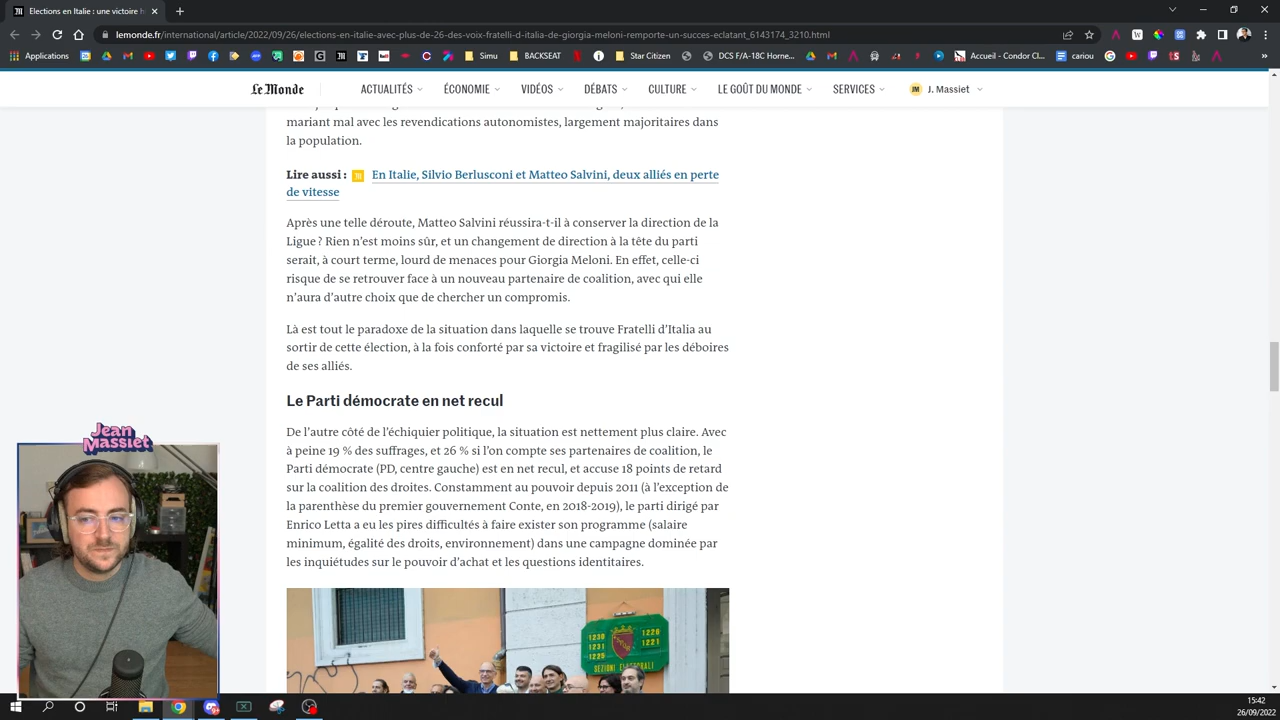 Elections en Italie : une victoire h
lemonde.fr/international/article/2022/09/26/elections-en-italie-avec-plus-de-26-des-voix-fratelli-d-italia-de-giorgia-meloni-remporte-un-succes-eclatant_6143174_3210.html
Applications
Simu
BACKSEAT
Star Citizen
DCS F/A-18C Horne...
Accueil - Condor Cl...
cariou
Le Monde
ACTUALITÉS
ÉCONOMIE
VIDÉOS
DÉBATS
CULTURE
LE GOÛT DU MONDE
SERVICES
JM
J. Massiet
mariant mal avec les revendications autonomistes, largement majoritaires dans
la population.
Lire aussi : En Italie, Silvio Berlusconi et Matteo Salvini, deux alliés en perte
de vitesse
Après une telle déroute, Matteo Salvini réussira-t-il à conserver la direction de la
Ligue ? Rien n’est moins sûr, et un changement de direction à la tête du parti
serait, à court terme, lourd de menaces pour Giorgia Meloni. En effet, celle-ci
risque de se retrouver face à un nouveau partenaire de coalition, avec qui elle
n’aura d’autre choix que de chercher un compromis.
Là est tout le paradoxe de la situation dans laquelle se trouve Fratelli d’Italia au
sortir de cette élection, à la fois conforté par sa victoire et fragilisé par les déboires
de ses alliés.
Le Parti démocrate en net recul
De l’autre côté de l’échiquier politique, la situation est nettement plus claire. Avec
à peine 19 % des suffrages, et 26 % si l’on compte ses partenaires de coalition, le
Parti démocrate (PD, centre gauche) est en net recul, et accuse 18 points de retard
sur la coalition des droites. Constamment au pouvoir depuis 2011 (à l’exception de
la parenthèse du premier gouvernement Conte, en 2018-2019), le parti dirigé par
Enrico Letta a eu les pires difficultés à faire exister son programme (salaire
minimum, égalité des droits, environnement) dans une campagne dominée par
les inquiétudes sur le pouvoir d’achat et les questions identitaires.
Jean
Massiet
1230 1220
1231 1221
1225
SEZIONI ELETTORALI
15:42
26/09/2022